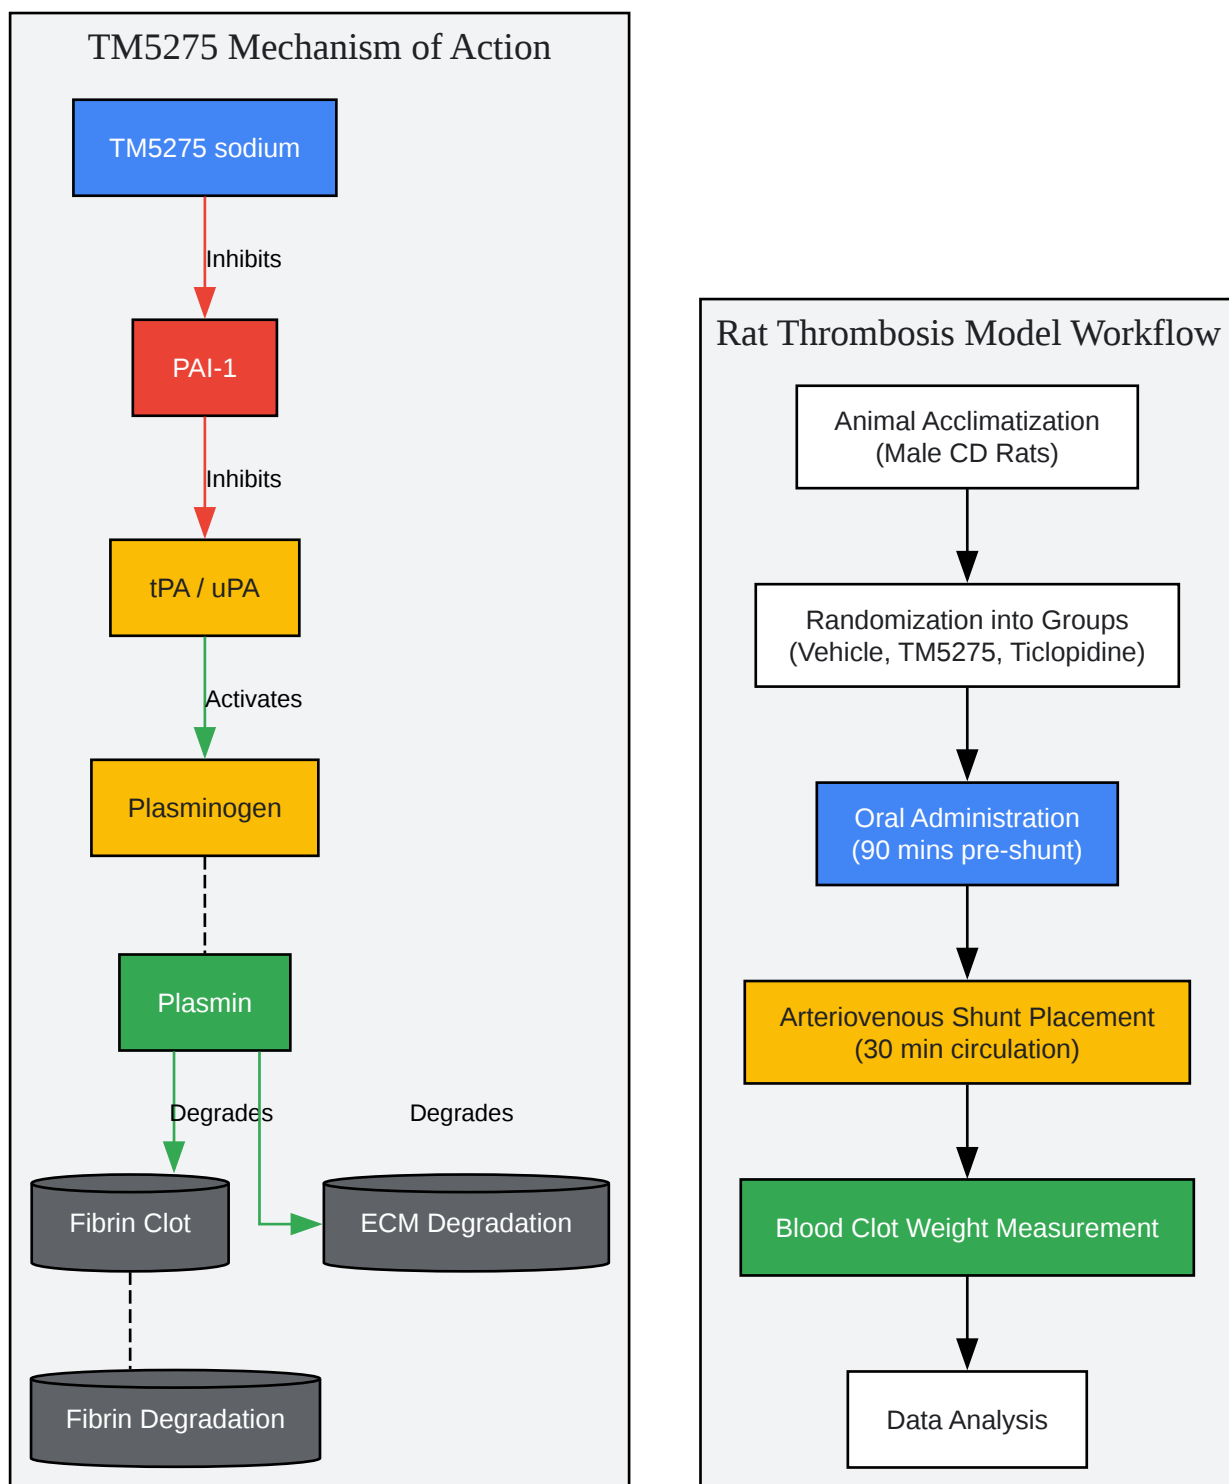 TM5275 Mechanism of Action
TM5275 sodium
Inhibits
PAI-1
Inhibits
tPA / uPA
Activates
Plasminogen
Plasmin
Degrades
Degrades
Fibrin Clot
ECM Degradation
Fibrin Degradation
Rat Thrombosis Model Workflow
Animal Acclimatization
(Male CD Rats)
Randomization into Groups
(Vehicle, TM5275, Ticlopidine)
Oral Administration
(90 mins pre-shunt)
Arteriovenous Shunt Placement
(30 min circulation)
Blood Clot Weight Measurement
Data Analysis